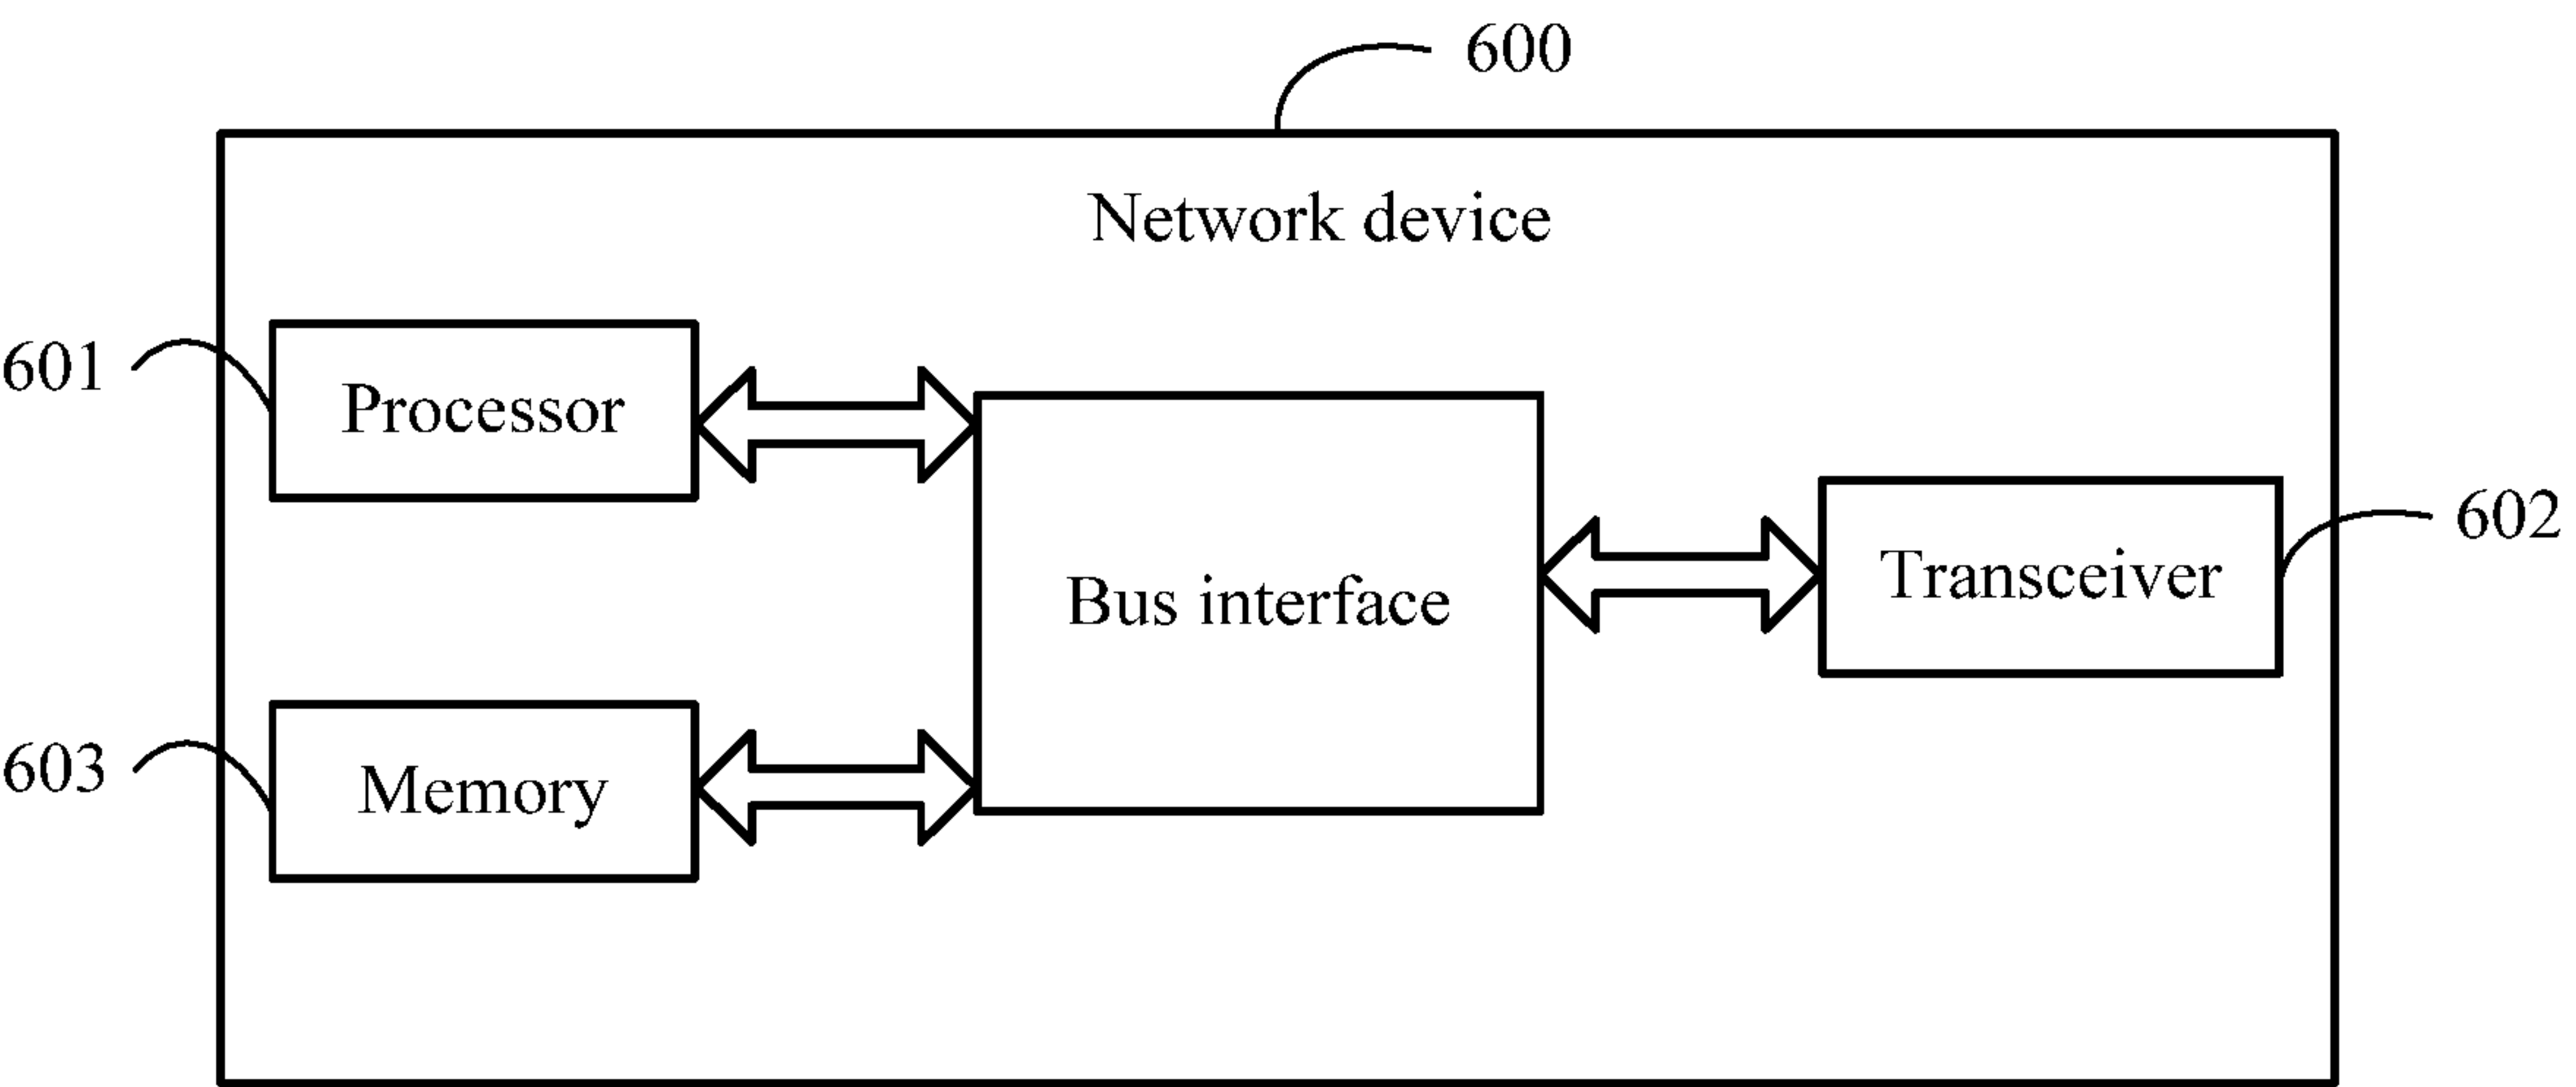 600
Network device
601
Processor
Bus interface
Transceiver
602
603
Memory